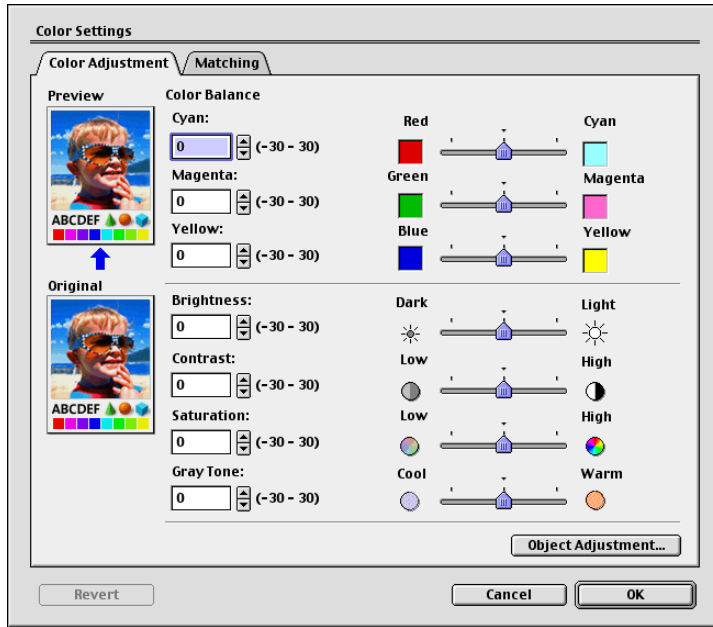 Color Settings
Color Adjustment Matching
Preview
ABCDEF
Original
ABCDEF
Color Balance
Cyan:
0 (-30 - 30) Red Cyan
Magenta:
0 (-30 - 30) Green Magenta
Yellow:
0 (-30 - 30) Blue Yellow
Brightness:
0 (-30 - 30) Dark Light
Contrast:
0 (-30 - 30) Low High
Saturation:
0 (-30 - 30) Low High
Gray Tone:
0 (-30 - 30) Cool Warm
Object Adjustment...
Revert Cancel OK